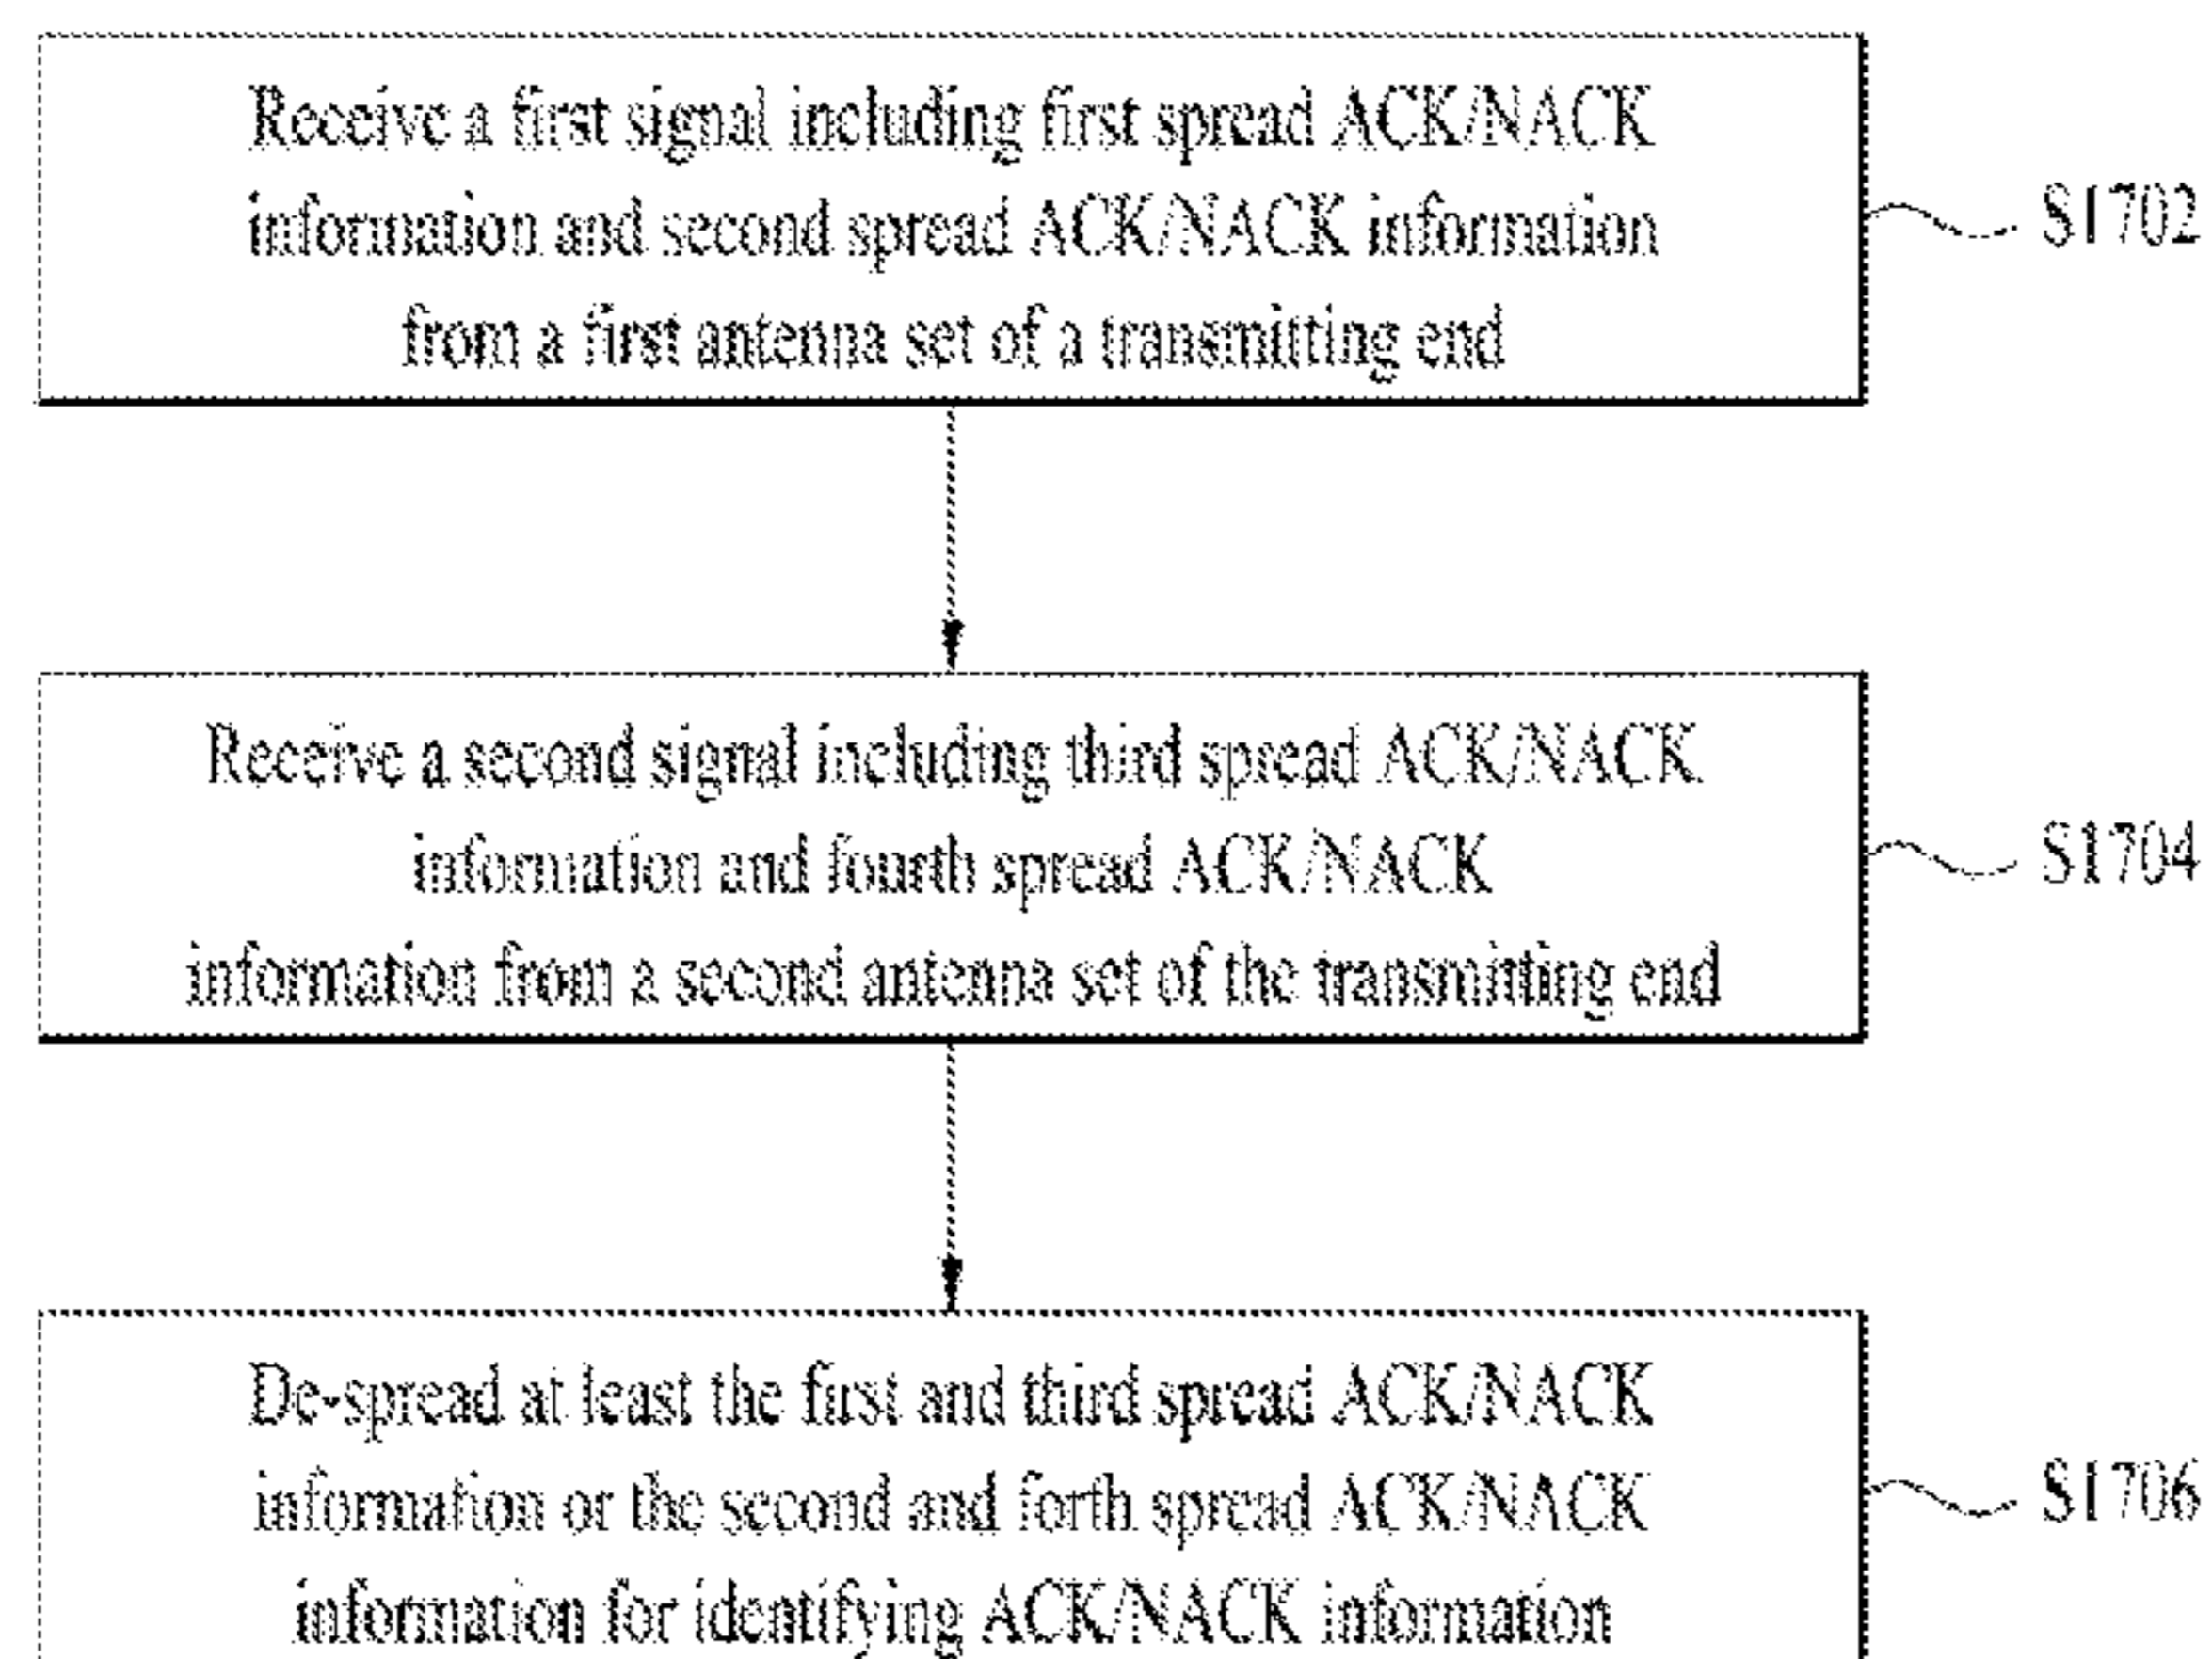 Receive a first signal including first spread ACK/NACK
information and second spread ACK/NACK information
from a first antenna set of a transmitting end
S1702
Receive a second signal including third spread ACK/NACK
information and fourth spread ACK/NACK
information from a second antenna set of the transmitting end
S1704
De-spread at least the first and third spread ACK/NACK
information or the second and forth spread ACK/NACK
information for identifying ACK/NACK information
S1706